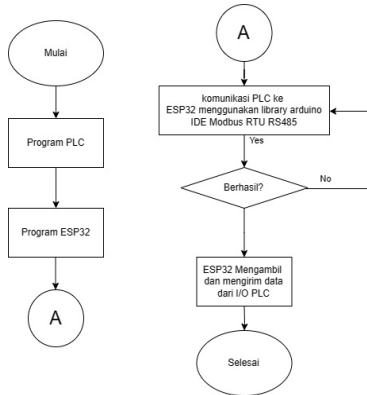 Mulai
Program PLC
Program ESP32
A
A
komunikasi PLC ke
ESP32 menggunakan library arduino
IDE Modbus RTU RS485
Yes
Berhasil?
No
ESP32 Mengambil
dan mengirim data
dari I/O PLC
Selesai